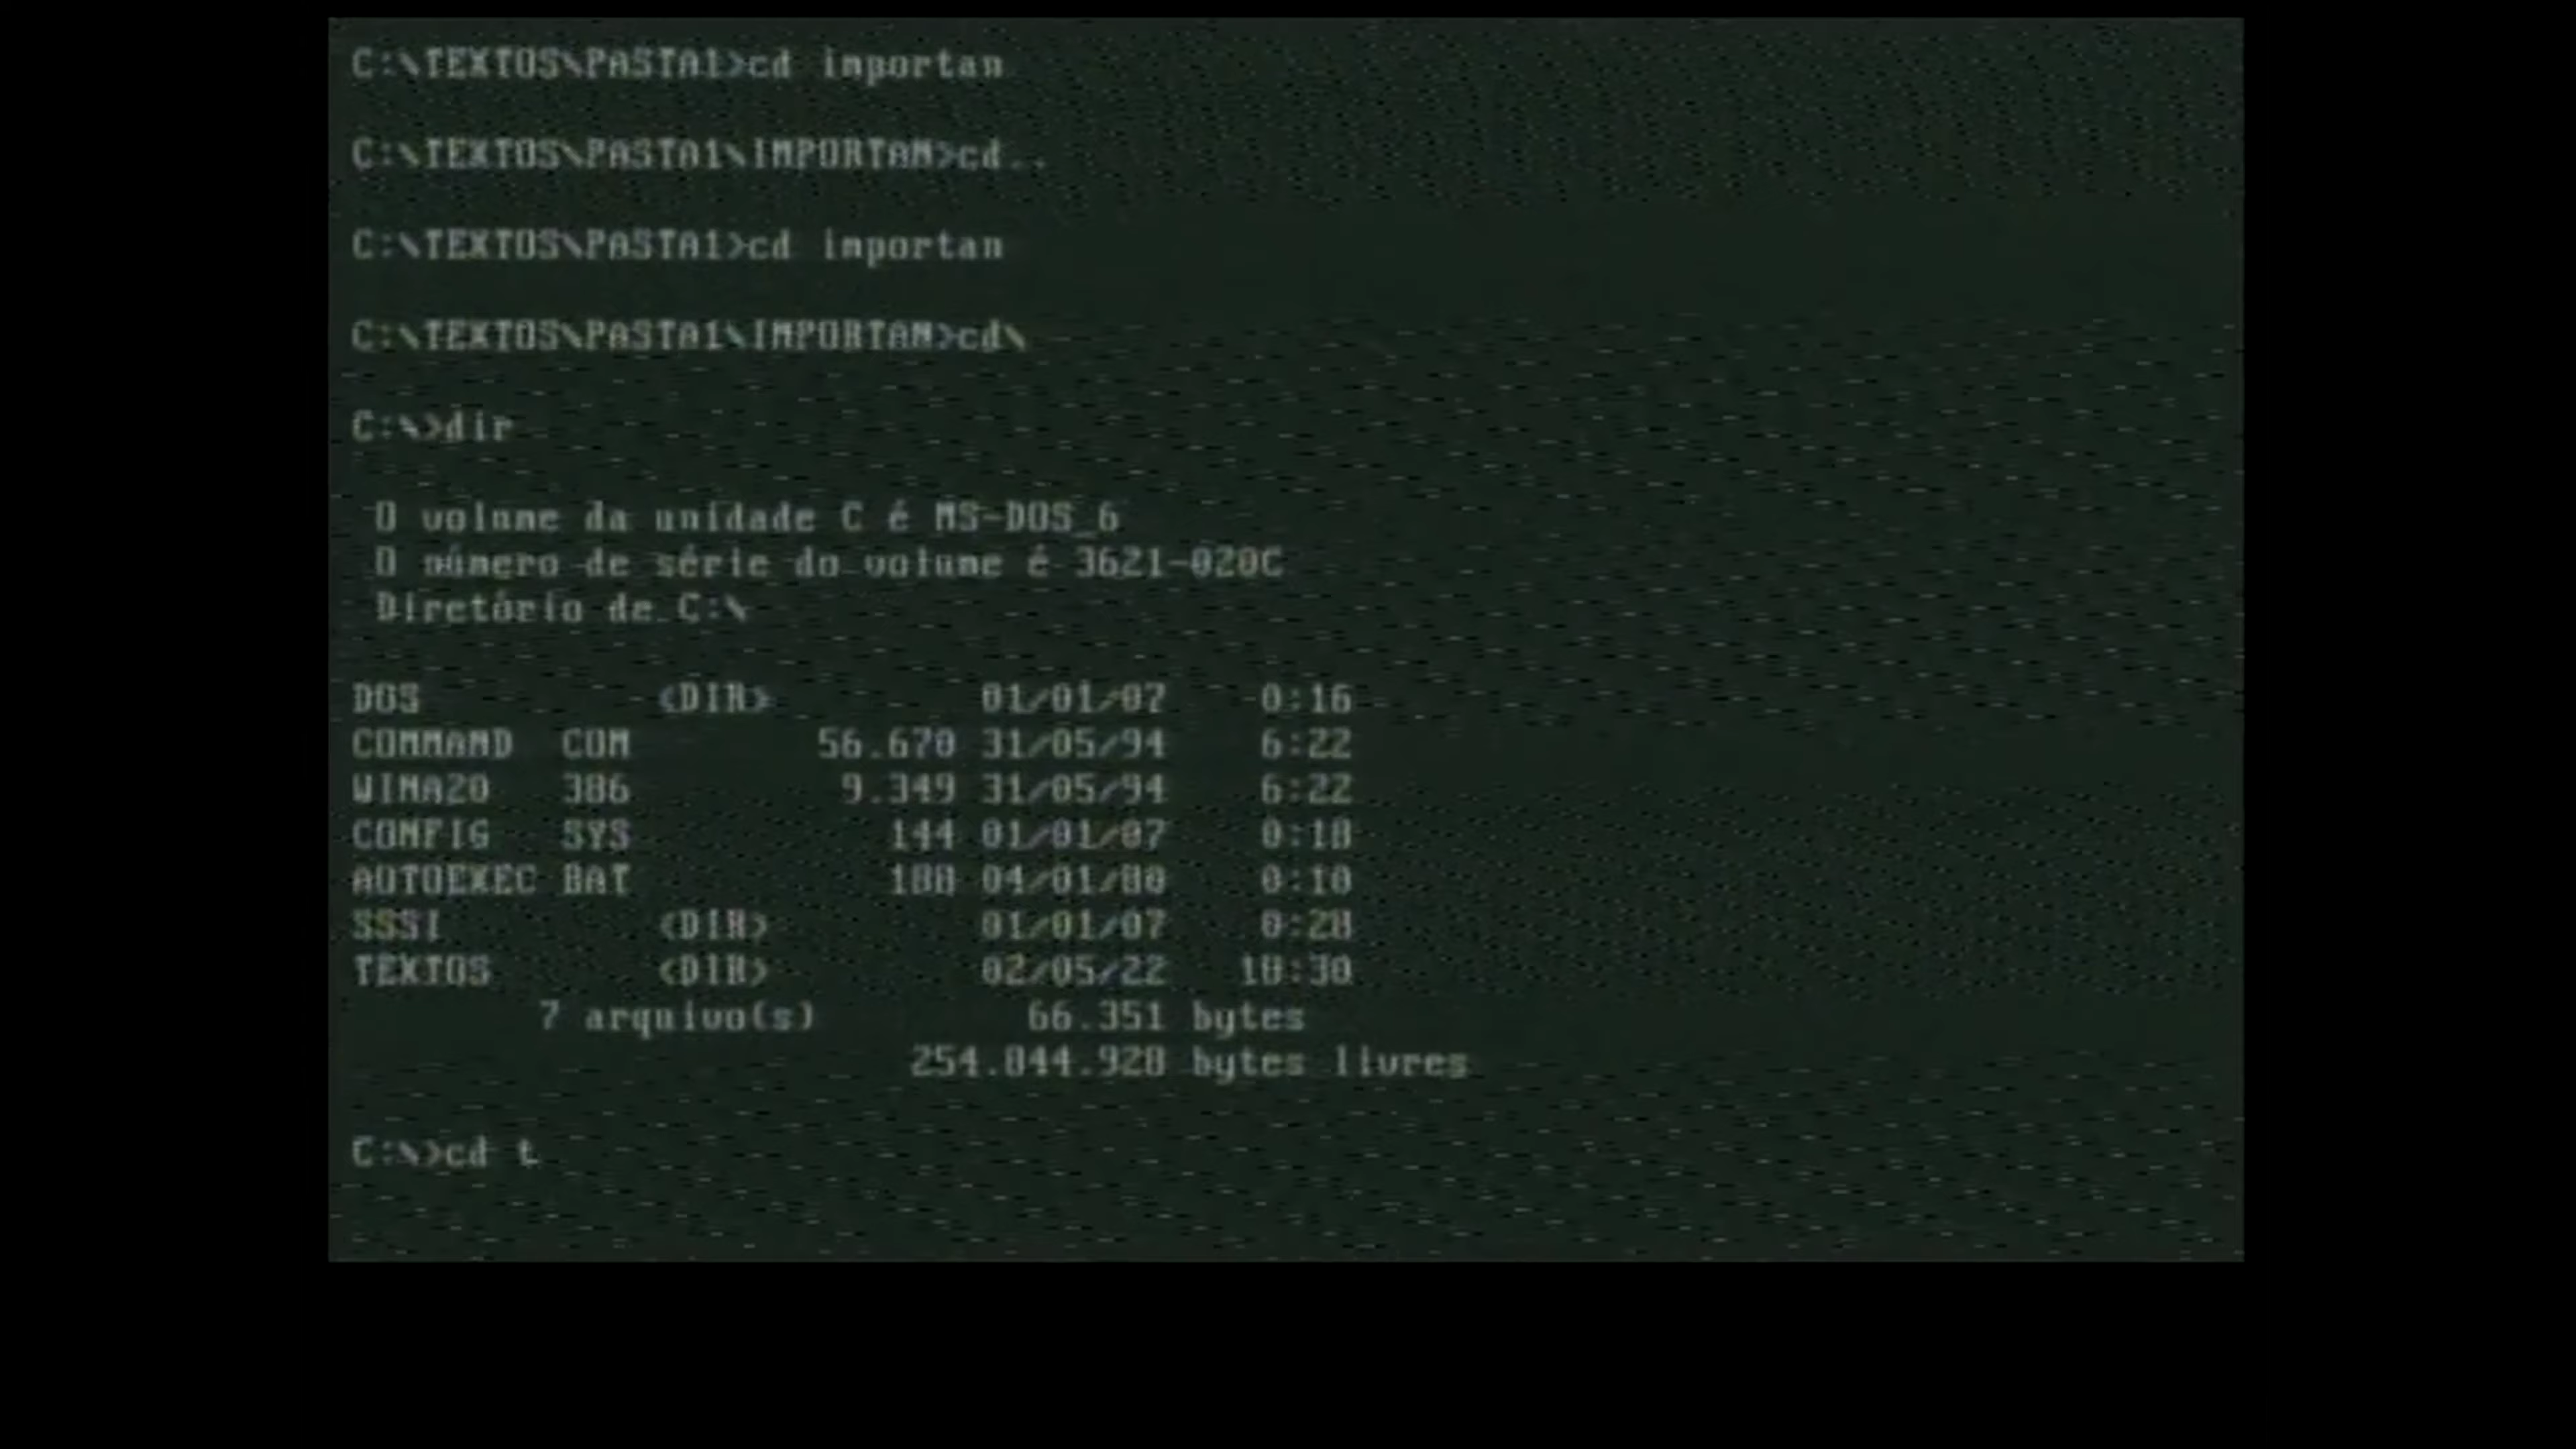 C:\TEXTOS\PASTA1>cd importan
C:\TEXTOS\PASTA1\IMPORTAN>cd..
C:\TEXTOS\PASTA1>cd importan
C:\TEXTOS\PASTA1\IMPORTAN>cd\
C:\>dir
O volume da unidade C é MS-DOS_6
O número de série do volume é 3621-020C
Diretório de C:\
DOS <DIR> 01/01/07 0:16
COMMAND COM 56.670 31/05/94 6:22
WINA20 386 9.349 31/05/94 6:22
CONFIG SYS 144 01/01/07 0:18
AUTOEXEC BAT 188 04/01/80 0:10
SSSI <DIR> 01/01/07 0:28
TEXTOS <DIR> 02/05/22 18:30
7 arquivo(s) 66.351 bytes
254.844.928 bytes livres
C:\>cd t